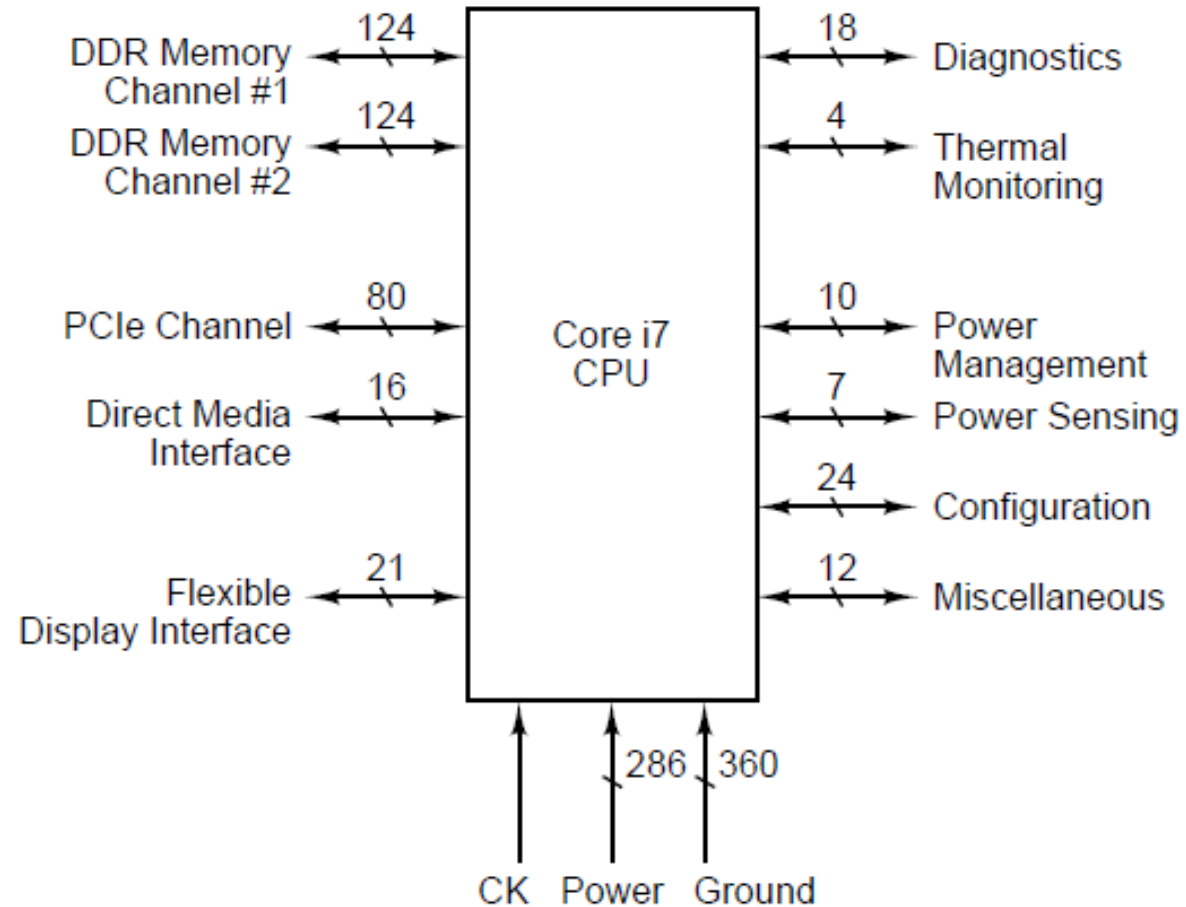 124
DDR Memory
Channel #1
124
DDR Memory
Channel #2
80
PCIe Channel
16
Direct Media
Interface
21
Flexible
Display Interface
Core i7
CPU
18
Diagnostics
4
Thermal
Monitoring
10
Power
Management
7
Power Sensing
24
Configuration
12
Miscellaneous
286 360
CK Power Ground